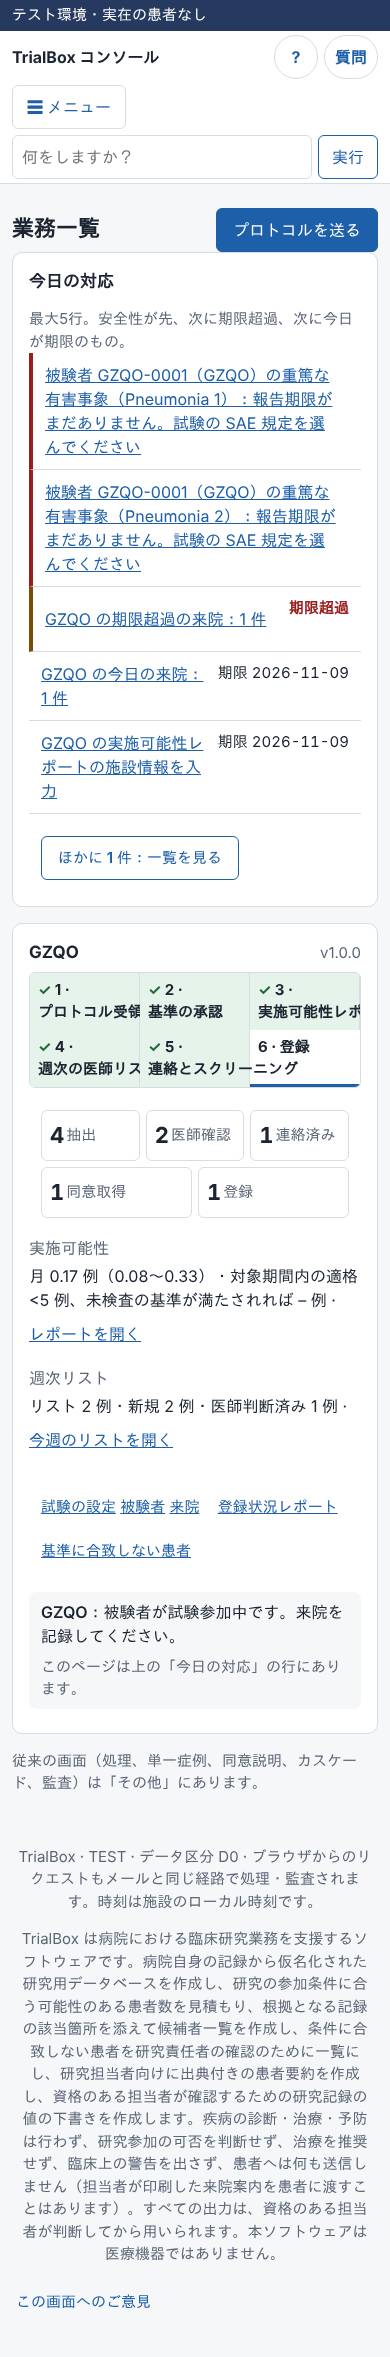 テスト環境・実在の患者なし
TrialBox コンソール
?
質問
☰ メニュー
何をしますか？
実行
業務一覧
プロトコルを送る
今日の対応
最大5行。安全性が先、次に期限超過、次に今日
が期限のもの。
被験者 GZQO-0001（GZQO）の重篤な
有害事象（Pneumonia 1）：報告期限が
まだありません。試験の SAE 規定を選
んでください
被験者 GZQO-0001（GZQO）の重篤な
有害事象（Pneumonia 2）：報告期限が
まだありません。試験の SAE 規定を選
んでください
GZQO の期限超過の来院：1 件
期限超過
GZQO の今日の来院：
1 件
期限 2026-11-09
GZQO の実施可能性レ
ポートの施設情報を入
力
期限 2026-11-09
ほかに 1 件：一覧を見る
GZQO
v1.0.0
✓ 1 ·
プロトコル受領
✓ 2 ·
基準の承認
✓ 3 ·
実施可能性レポ
✓ 4 ·
週次の医師リス
✓ 5 ·
連絡とスクリーニング
6 · 登録
4 抽出
2 医師確認
1 連絡済み
1 同意取得
1 登録
実施可能性
月 0.17 例（0.08〜0.33）・対象期間内の適格
<5 例、未検査の基準が満たされれば – 例 ·
レポートを開く
週次リスト
リスト 2 例・新規 2 例・医師判断済み 1 例 ·
今週のリストを開く
試験の設定 被験者 来院 登録状況レポート
基準に合致しない患者
GZQO：被験者が試験参加中です。来院を
記録してください。
このページは上の「今日の対応」の行にあり
ます。
従来の画面（処理、単一症例、同意説明、カスケー
ド、監査）は「その他」にあります。
TrialBox · TEST · データ区分 D0 · ブラウザからのリ
クエストもメールと同じ経路で処理・監査されま
す。時刻は施設のローカル時刻です。
TrialBox は病院における臨床研究業務を支援するソ
フトウェアです。病院自身の記録から仮名化された
研究用データベースを作成し、研究の参加条件に合
う可能性のある患者数を見積もり、根拠となる記録
の該当箇所を添えて候補者一覧を作成し、条件に合
致しない患者を研究責任者の確認のために一覧に
し、研究担当者向けに出典付きの患者要約を作成
し、資格のある担当者が確認するための研究記録の
値の下書きを作成します。疾病の診断・治療・予防
は行わず、研究参加の可否を判断せず、治療を推奨
せず、臨床上の警告を出さず、患者へは何も送信し
ません（担当者が印刷した来院案内を患者に渡すこ
とはあります）。すべての出力は、資格のある担当
者が判断してから用いられます。本ソフトウェアは
医療機器ではありません。
この画面へのご意見